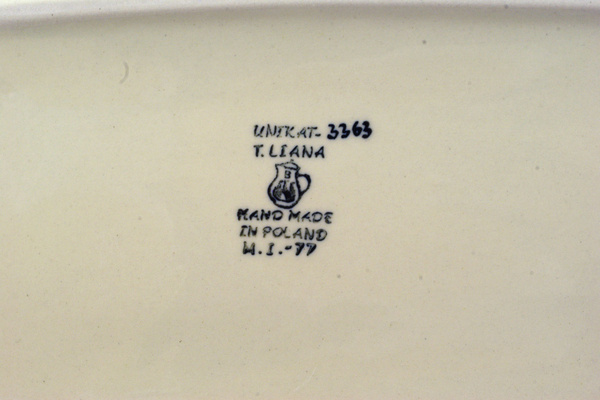 UNIKAT- 3363
T. LIANA
HAND MADE
IN POLAND
W.I.-77